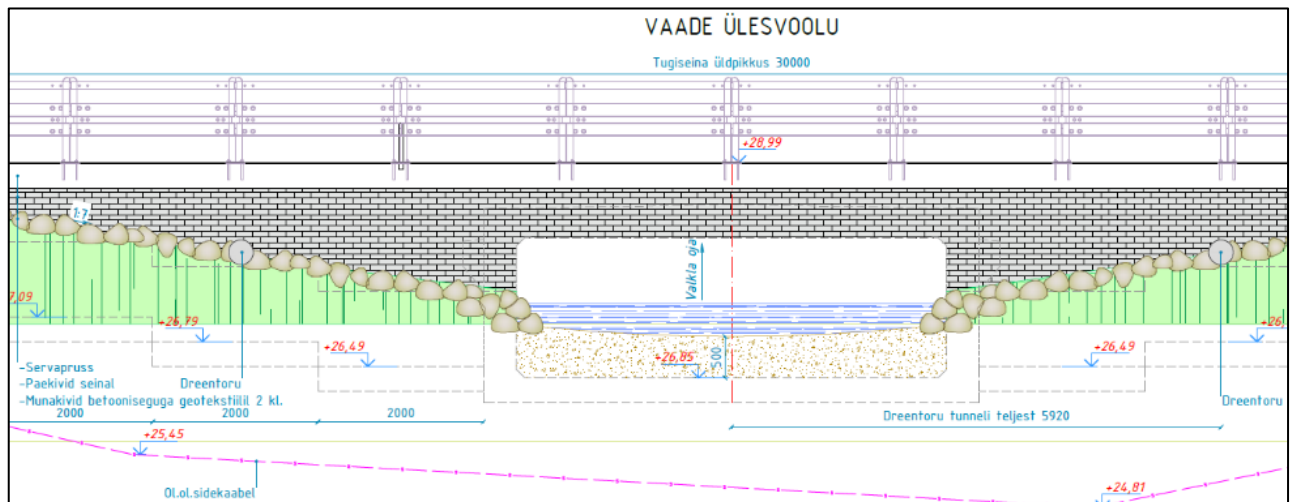 VAADE ÜLESVOOLU
Tugiseina üldpikkus 30000
+28,99
1:7
Valkla oja
7,09
+26,79
+26,49
+26,85
500
+26,49
+26,
-Servapruss
-Paekivid seinal
-Munakivid betooniseguga geotekstiilil 2 kl.
Dreentoru
Dreentoru
2000
2000
2000
Dreentoru tunneli teljest 5920
+25,45
Ol.ol.sidekaabel
+24,81